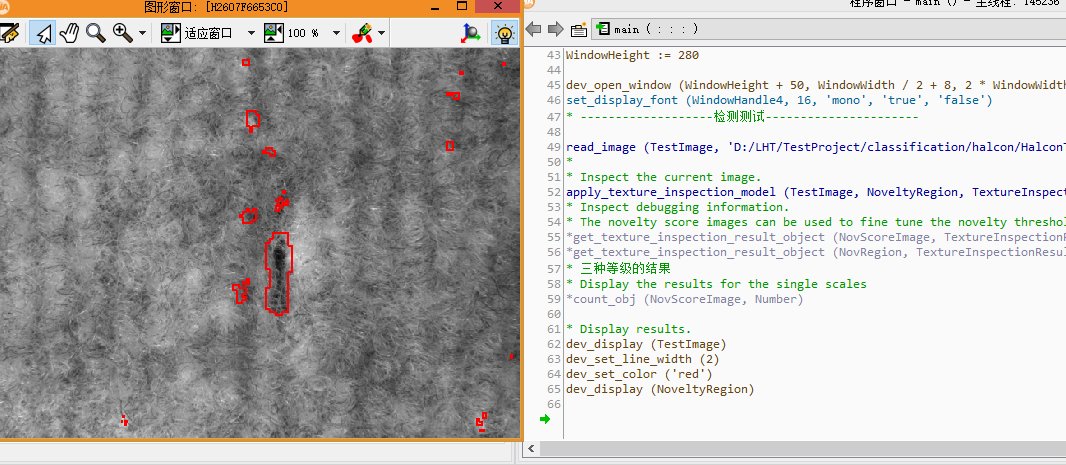 图形窗口: [H2607F6653C0]
适应窗口
100 %
程序窗口 - main () - 主线程: 145236
main ( : : : )
43 WindowHeight := 280
44
45 dev_open_window (WindowHeight + 50, WindowWidth / 2 + 8, 2 * WindowWidth
46 set_display_font (WindowHandle4, 16, 'mono', 'true', 'false')
47 * ---------------------检测测试------------------------
48
49 read_image (TestImage, 'D:/LHT/TestProject/classification/halcon/Halcon
50 *
51 * Inspect the current image.
52 apply_texture_inspection_model (TestImage, NoveltyRegion, TextureInspect
53 * Inspect debugging information.
54 * The novelty score images can be used to fine tune the novelty threshol
55 *get_texture_inspection_result_object (NovScoreImage, TextureInspectionR
56 *get_texture_inspection_result_object (NovRegion, TextureInspectionResul
57 * 三种等级的结果
58 * Display the results for the single scales
59 *count_obj (NovScoreImage, Number)
60
61 * Display results.
62 dev_display (TestImage)
63 dev_set_line_width (2)
64 dev_set_color ('red')
65 dev_display (NoveltyRegion)
66